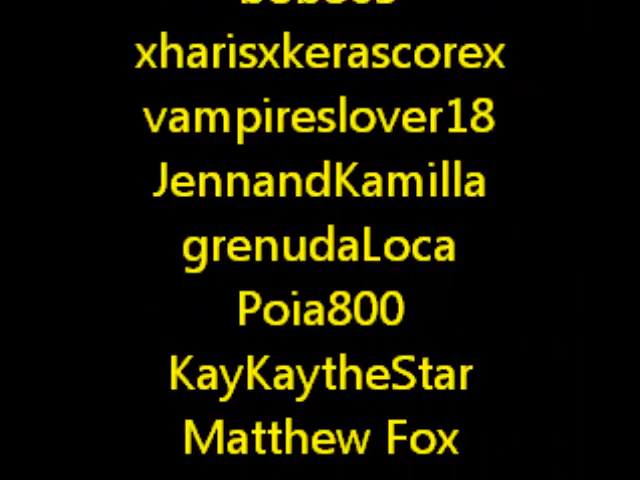 xharisxkerascorex
vampireslover18
JennandKamilla
grenudaLoca
Poia800
KayKaytheStar
Matthew Fox